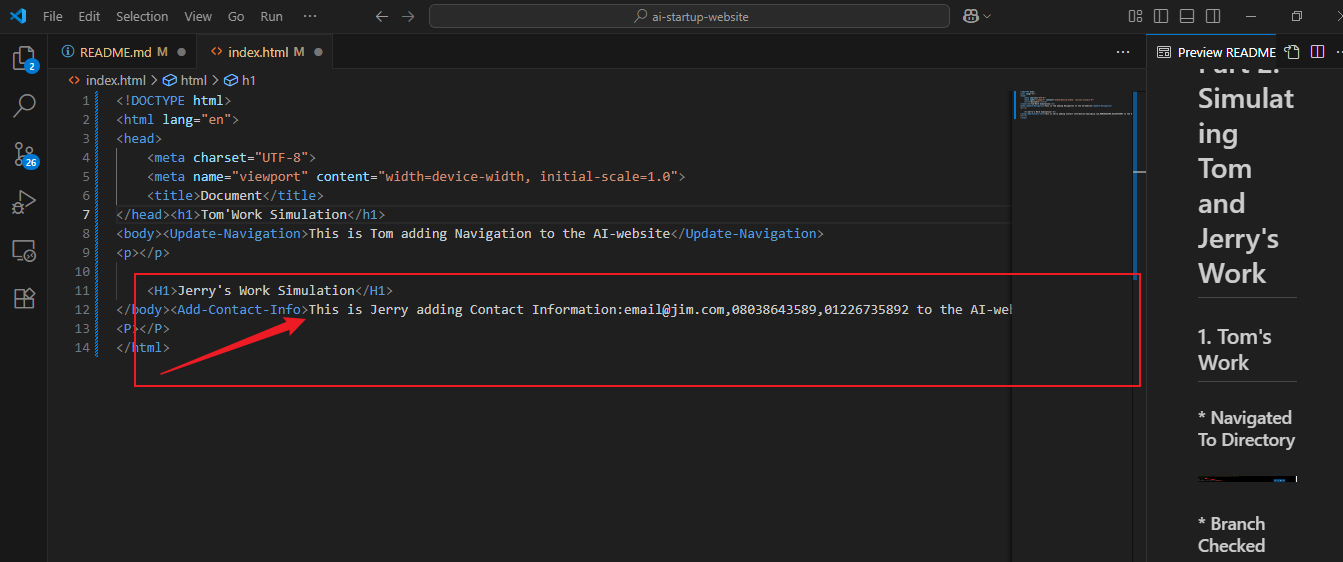 File Edit Selection View Go Run ··· ai-startup-website
README.md M index.html M ···
Preview README
index.html > html > h1
1 <!DOCTYPE html>
2 <html lang="en">
3 <head>
4 <meta charset="UTF-8">
5 <meta name="viewport" content="width=device-width, initial-scale=1.0">
6 <title>Document</title>
7 </head><h1>Tom'Work Simulation</h1>
8 <body><Update-Navigation>This is Tom adding Navigation to the AI-website</Update-Navigation>
9 <p></p>
10
11 <H1>Jerry's Work Simulation</H1>
12 </body><Add-Contact-Info>This is Jerry adding Contact Information:email@jim.com,08038643589,01226735892 to the AI-we
13 <P></P>
14 </html>
2
26
Part 2:
Simulat
ing
Tom
and
Jerry's
Work
1. Tom's
Work
* Navigated
To Directory
* Branch
Checked